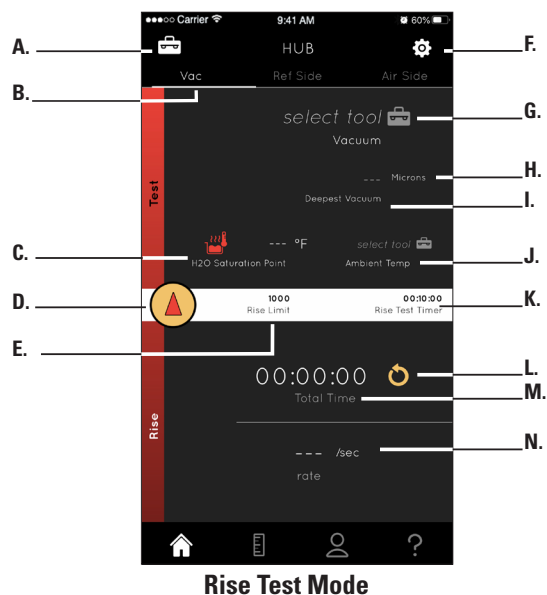 ●●●○○ Carrier 9:41 AM 60%
A. HUB F.
Vac Ref Side Air Side
B.
select tool G.
Vacuum
--- Microns H.
Deepest Vacuum I.
Test
C. --- °F select tool
H2O Saturation Point Ambient Temp J.
D. 1000 00:10:00 K.
Rise Limit Rise Test Timer
E.
00:00:00 L.
Total Time M.
Rise
--- /sec N.
rate
?
Rise Test Mode